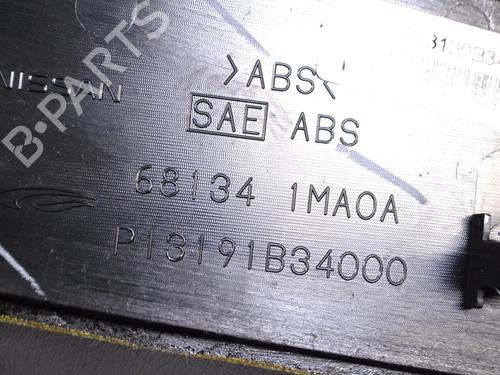 B-PARTS
NISSAN
>ABS<
SAE ABS
68134 1MA0A
P13191B34000